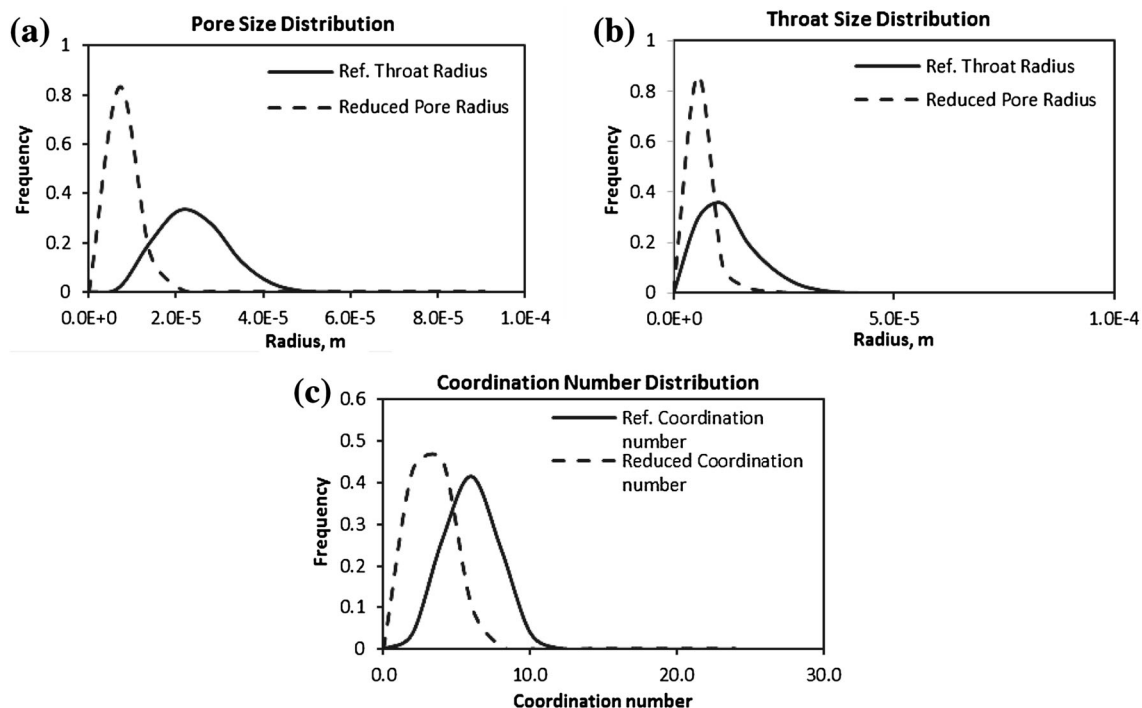 (a)
Pore Size Distribution
1
0.8
0.6
0.4
0.2
0
Frequency
Ref. Throat Radius
Reduced Pore Radius
0.0E+0 2.0E-5 4.0E-5 6.0E-5 8.0E-5 1.0E-4
Radius, m
(b)
Throat Size Distribution
1
0.8
0.6
0.4
0.2
0
Frequency
Ref. Throat Radius
Reduced Pore Radius
0.0E+0 5.0E-5 1.0E-4
Radius, m
(c)
Coordination Number Distribution
0.6
0.5
0.4
0.3
0.2
0.1
0
Frequency
Ref. Coordination
number
Reduced Coordination
number
0.0 10.0 20.0 30.0
Coordination number